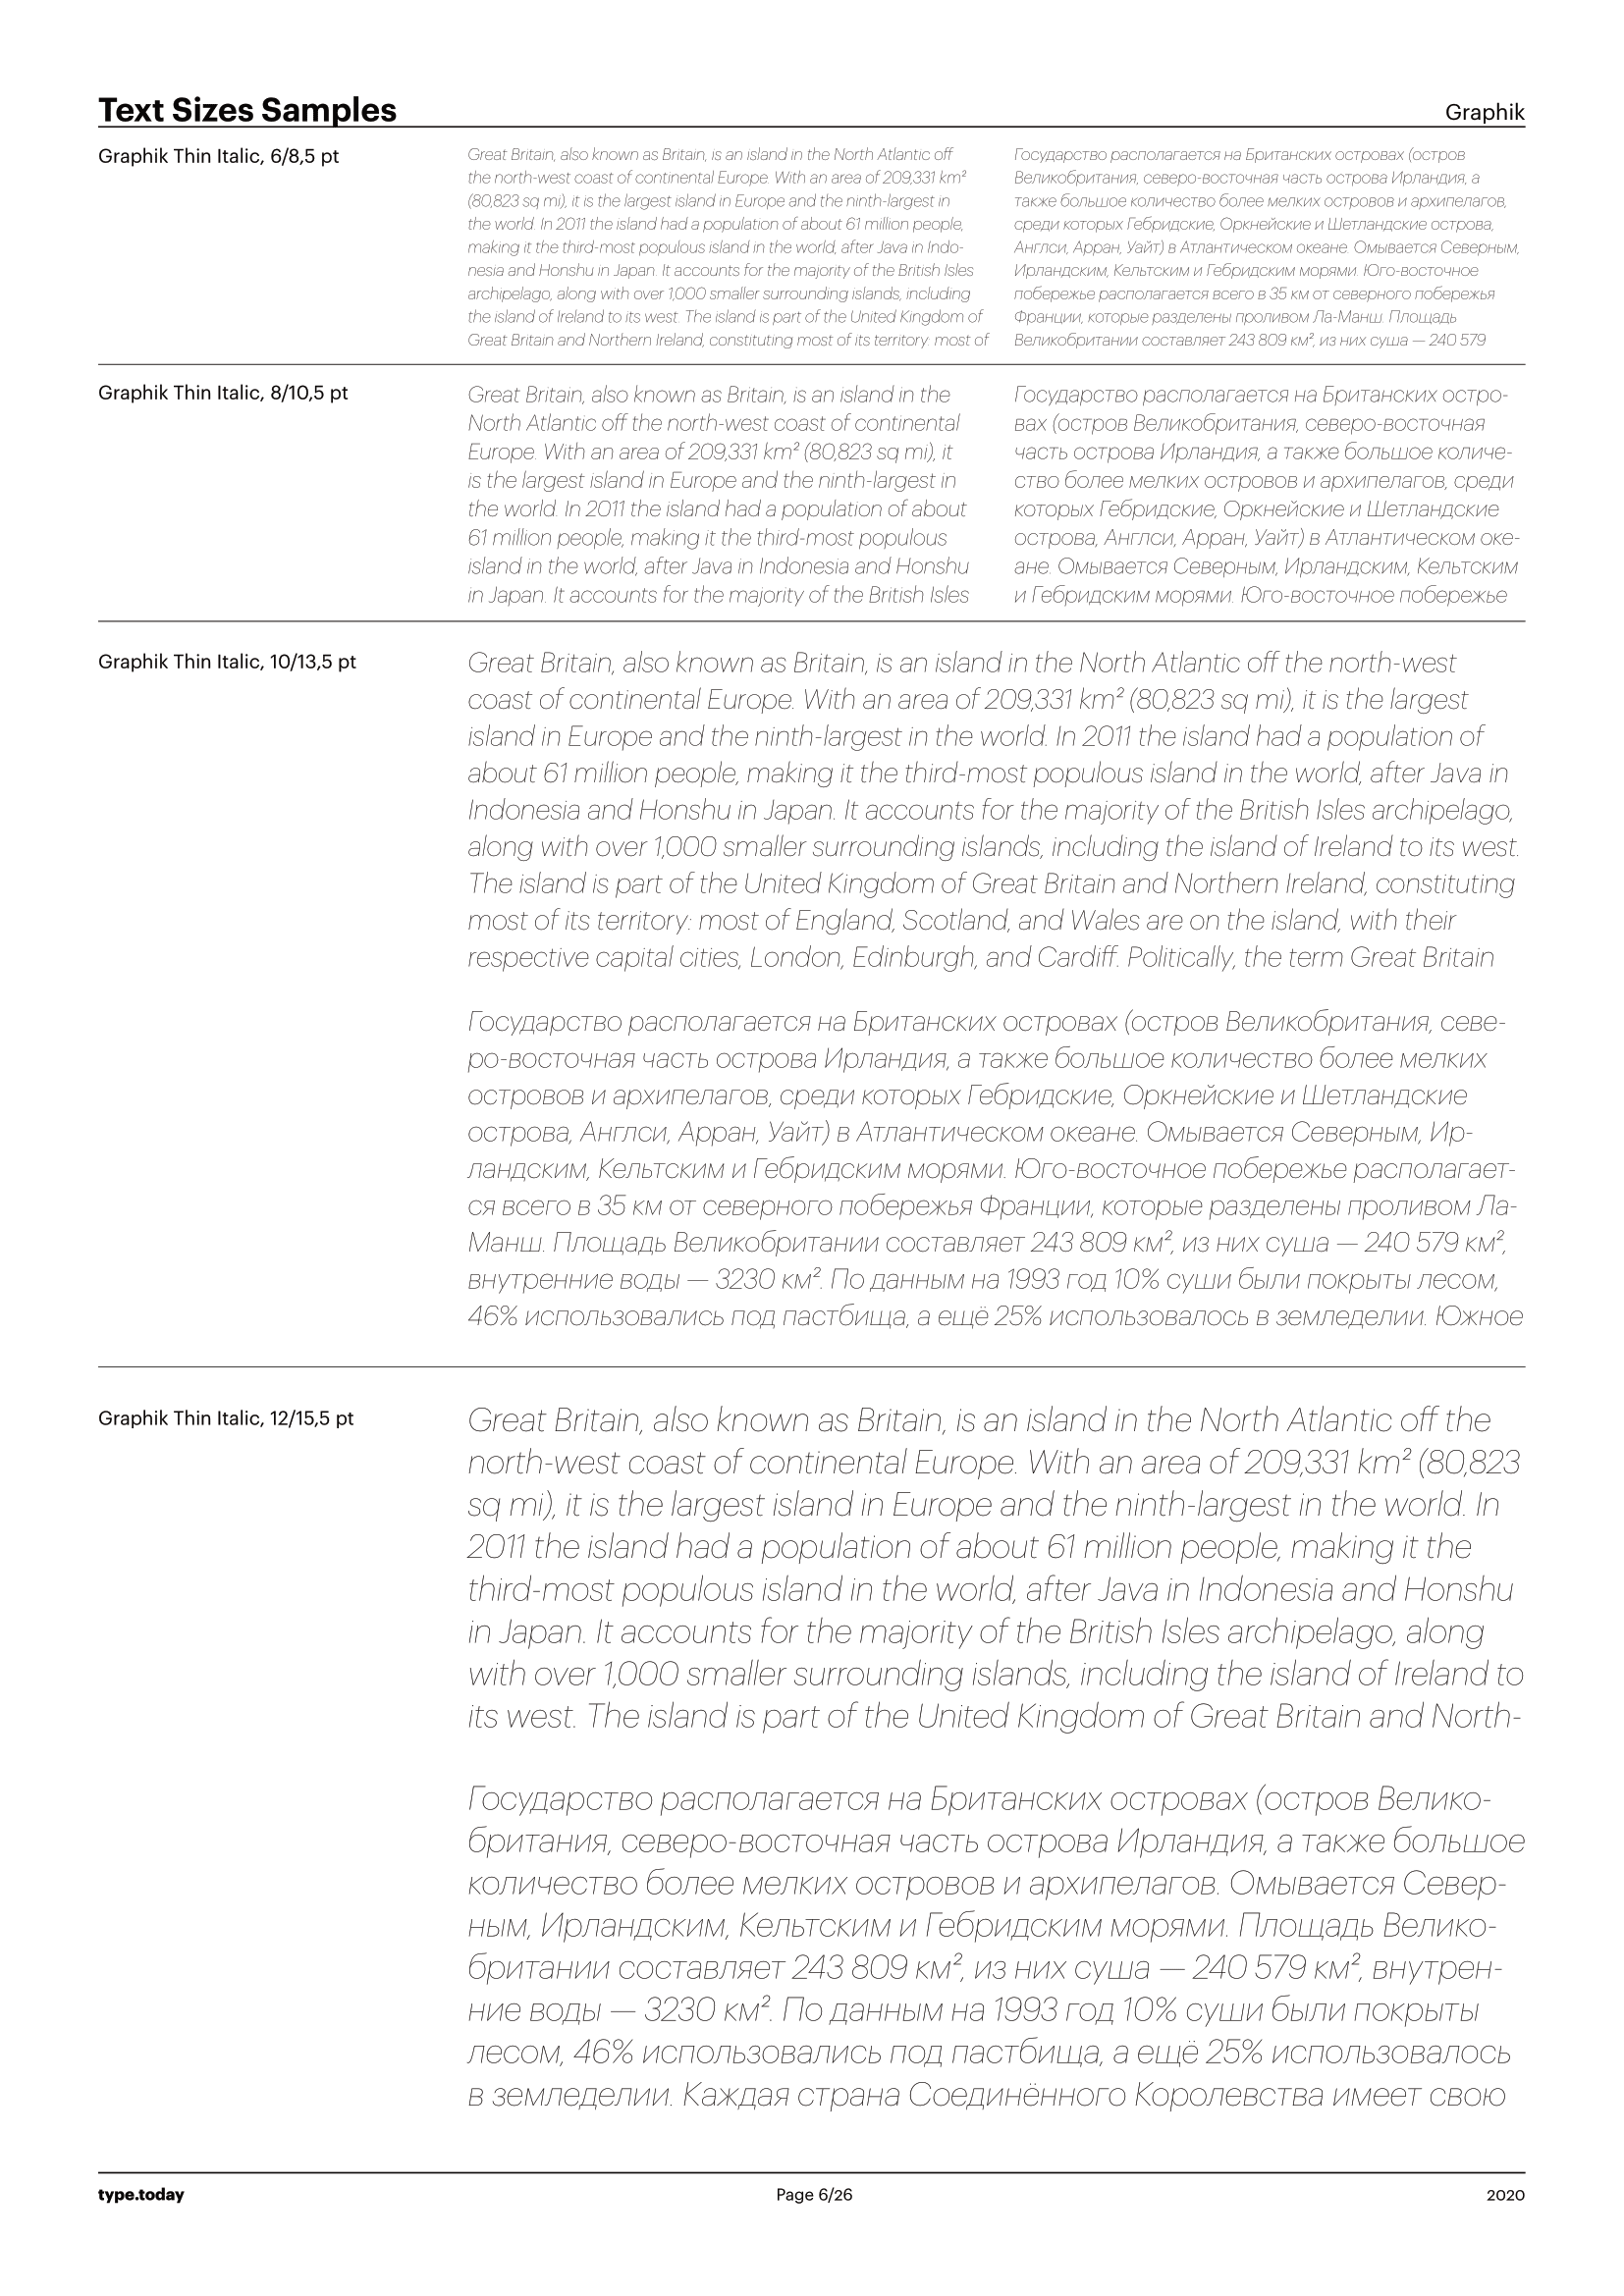 Text Sizes Samples
Graphik
Graphik Thin Italic, 6/8,5 pt
Great Britain, also known as Britain, is an island in the North Atlantic off
the north-west coast of continental Europe. With an area of 209,331 km²
(80,823 sq mi), it is the largest island in Europe and the ninth-largest in
the world. In 2011 the island had a population of about 61 million people,
making it the third-most populous island in the world, after Java in Indo-
nesia and Honshu in Japan. It accounts for the majority of the British Isles
archipelago, along with over 1,000 smaller surrounding islands, including
the island of Ireland to its west. The island is part of the United Kingdom of
Great Britain and Northern Ireland, constituting most of its territory: most of
Государство располагается на Британских островах (остров
Великобритания, северо-восточная часть острова Ирландия, а
также большое количество более мелких островов и архипелагов,
среди которых Гебридские, Оркнейские и Шетландские острова,
Англси, Арран, Уайт) в Атлантическом океане. Омывается Северным,
Ирландским, Кельтским и Гебридским морями. Юго-восточное
побережье располагается всего в 35 км от северного побережья
Франции, которые разделены проливом Ла-Манш. Площадь
Великобритании составляет 243 809 км², из них суша — 240 579
Graphik Thin Italic, 8/10,5 pt
Great Britain, also known as Britain, is an island in the
North Atlantic off the north-west coast of continental
Europe. With an area of 209,331 km² (80,823 sq mi), it
is the largest island in Europe and the ninth-largest in
the world. In 2011 the island had a population of about
61 million people, making it the third-most populous
island in the world, after Java in Indonesia and Honshu
in Japan. It accounts for the majority of the British Isles
Государство располагается на Британских остро-
вах (остров Великобритания, северо-восточная
часть острова Ирландия, а также большое количе-
ство более мелких островов и архипелагов, среди
которых Гебридские, Оркнейские и Шетландские
острова, Англси, Арран, Уайт) в Атлантическом оке-
ане. Омывается Северным, Ирландским, Кельтским
и Гебридским морями. Юго-восточное побережье
Graphik Thin Italic, 10/13,5 pt
Great Britain, also known as Britain, is an island in the North Atlantic off the north-west
coast of continental Europe. With an area of 209,331 km² (80,823 sq mi), it is the largest
island in Europe and the ninth-largest in the world. In 2011 the island had a population of
about 61 million people, making it the third-most populous island in the world, after Java in
Indonesia and Honshu in Japan. It accounts for the majority of the British Isles archipelago,
along with over 1,000 smaller surrounding islands, including the island of Ireland to its west.
The island is part of the United Kingdom of Great Britain and Northern Ireland, constituting
most of its territory: most of England, Scotland, and Wales are on the island, with their
respective capital cities, London, Edinburgh, and Cardiff. Politically, the term Great Britain
Государство располагается на Британских островах (остров Великобритания, севе-
ро-восточная часть острова Ирландия, а также большое количество более мелких
островов и архипелагов, среди которых Гебридские, Оркнейские и Шетландские
острова, Англси, Арран, Уайт) в Атлантическом океане. Омывается Северным, Ир-
ландским, Кельтским и Гебридским морями. Юго-восточное побережье располагает-
ся всего в 35 км от северного побережья Франции, которые разделены проливом Ла-
Манш. Площадь Великобритании составляет 243 809 км², из них суша — 240 579 км²,
внутренние воды — 3230 км². По данным на 1993 год 10% суши были покрыты лесом,
46% использовались под пастбища, а ещё 25% использовалось в земледелии. Южное
Graphik Thin Italic, 12/15,5 pt
Great Britain, also known as Britain, is an island in the North Atlantic off the
north-west coast of continental Europe. With an area of 209,331 km² (80,823
sq mi), it is the largest island in Europe and the ninth-largest in the world. In
2011 the island had a population of about 61 million people, making it the
third-most populous island in the world, after Java in Indonesia and Honshu
in Japan. It accounts for the majority of the British Isles archipelago, along
with over 1,000 smaller surrounding islands, including the island of Ireland to
its west. The island is part of the United Kingdom of Great Britain and North-
Государство располагается на Британских островах (остров Велико-
британия, северо-восточная часть острова Ирландия, а также большое
количество более мелких островов и архипелагов. Омывается Север-
ным, Ирландским, Кельтским и Гебридским морями. Площадь Велико-
британии составляет 243 809 км², из них суша — 240 579 км², внутрен-
ние воды — 3230 км². По данным на 1993 год 10% суши были покрыты
лесом, 46% использовались под пастбища, а ещё 25% использовалось
в земледелии. Каждая страна Соединённого Королевства имеет свою
type.today
Page 6/26
2020